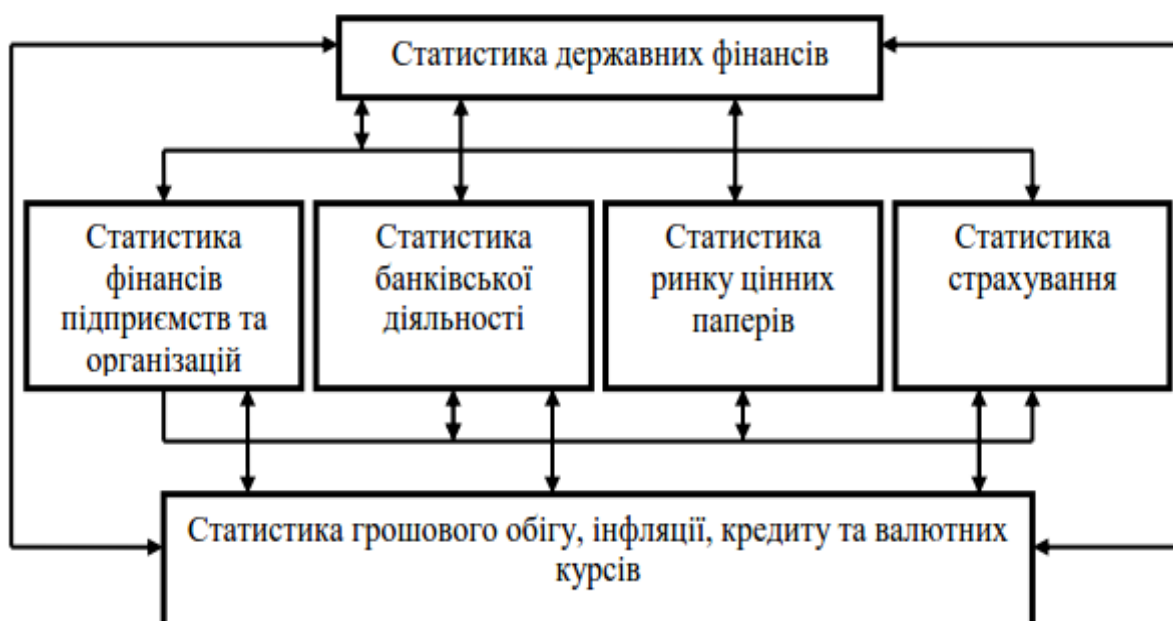 Статистика державних фінансів
Статистика
фінансів
підприємств та
організацій
Статистика
банківської
діяльності
Статистика
ринку цінних
паперів
Статистика
страхування
Статистика грошового обігу, інфляції, кредиту та валютних
курсів